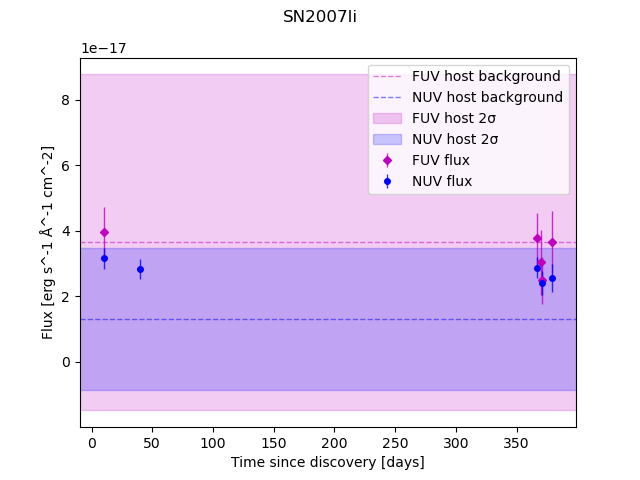 SN2007li
1e−17
FUV host background
NUV host background
FUV host 2σ
NUV host 2σ
FUV flux
NUV flux
Flux [erg s^-1 Å^-1 cm^-2]
8
6
4
2
0
0 50 100 150 200 250 300 350
Time since discovery [days]